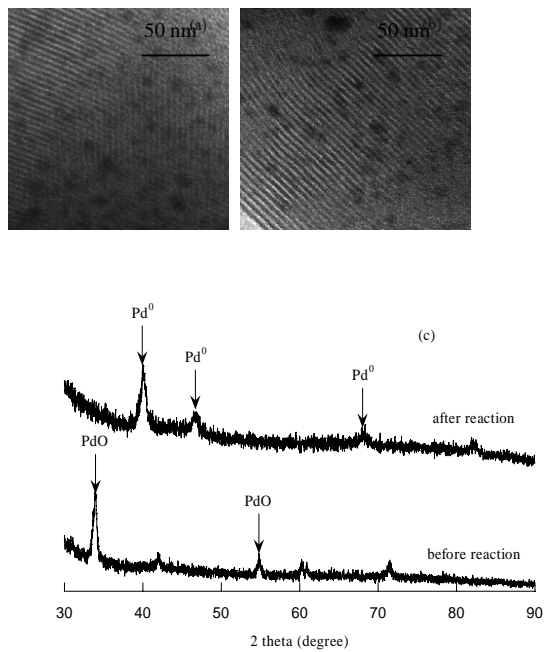 50 nm (a)
50 nm (b)
Pd0
(c)
Pd0
Pd0
after reaction
PdO
PdO
before reaction
30 40 50 60 70 80 90
2 theta (degree)